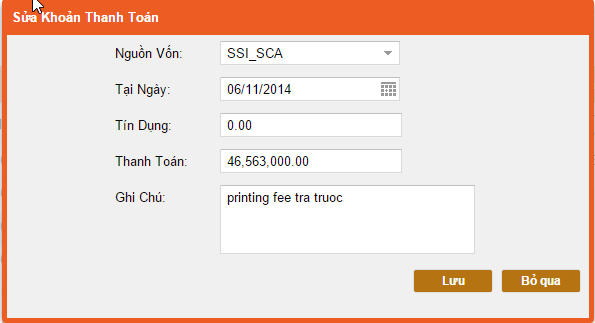 Sửa Khoản Thanh Toán
Nguồn Vốn: SSI_SCA
Tại Ngày: 06/11/2014
Tín Dụng: 0.00
Thanh Toán: 46,563,000.00
Ghi Chú: printing fee tra truoc
Lưu Bỏ qua